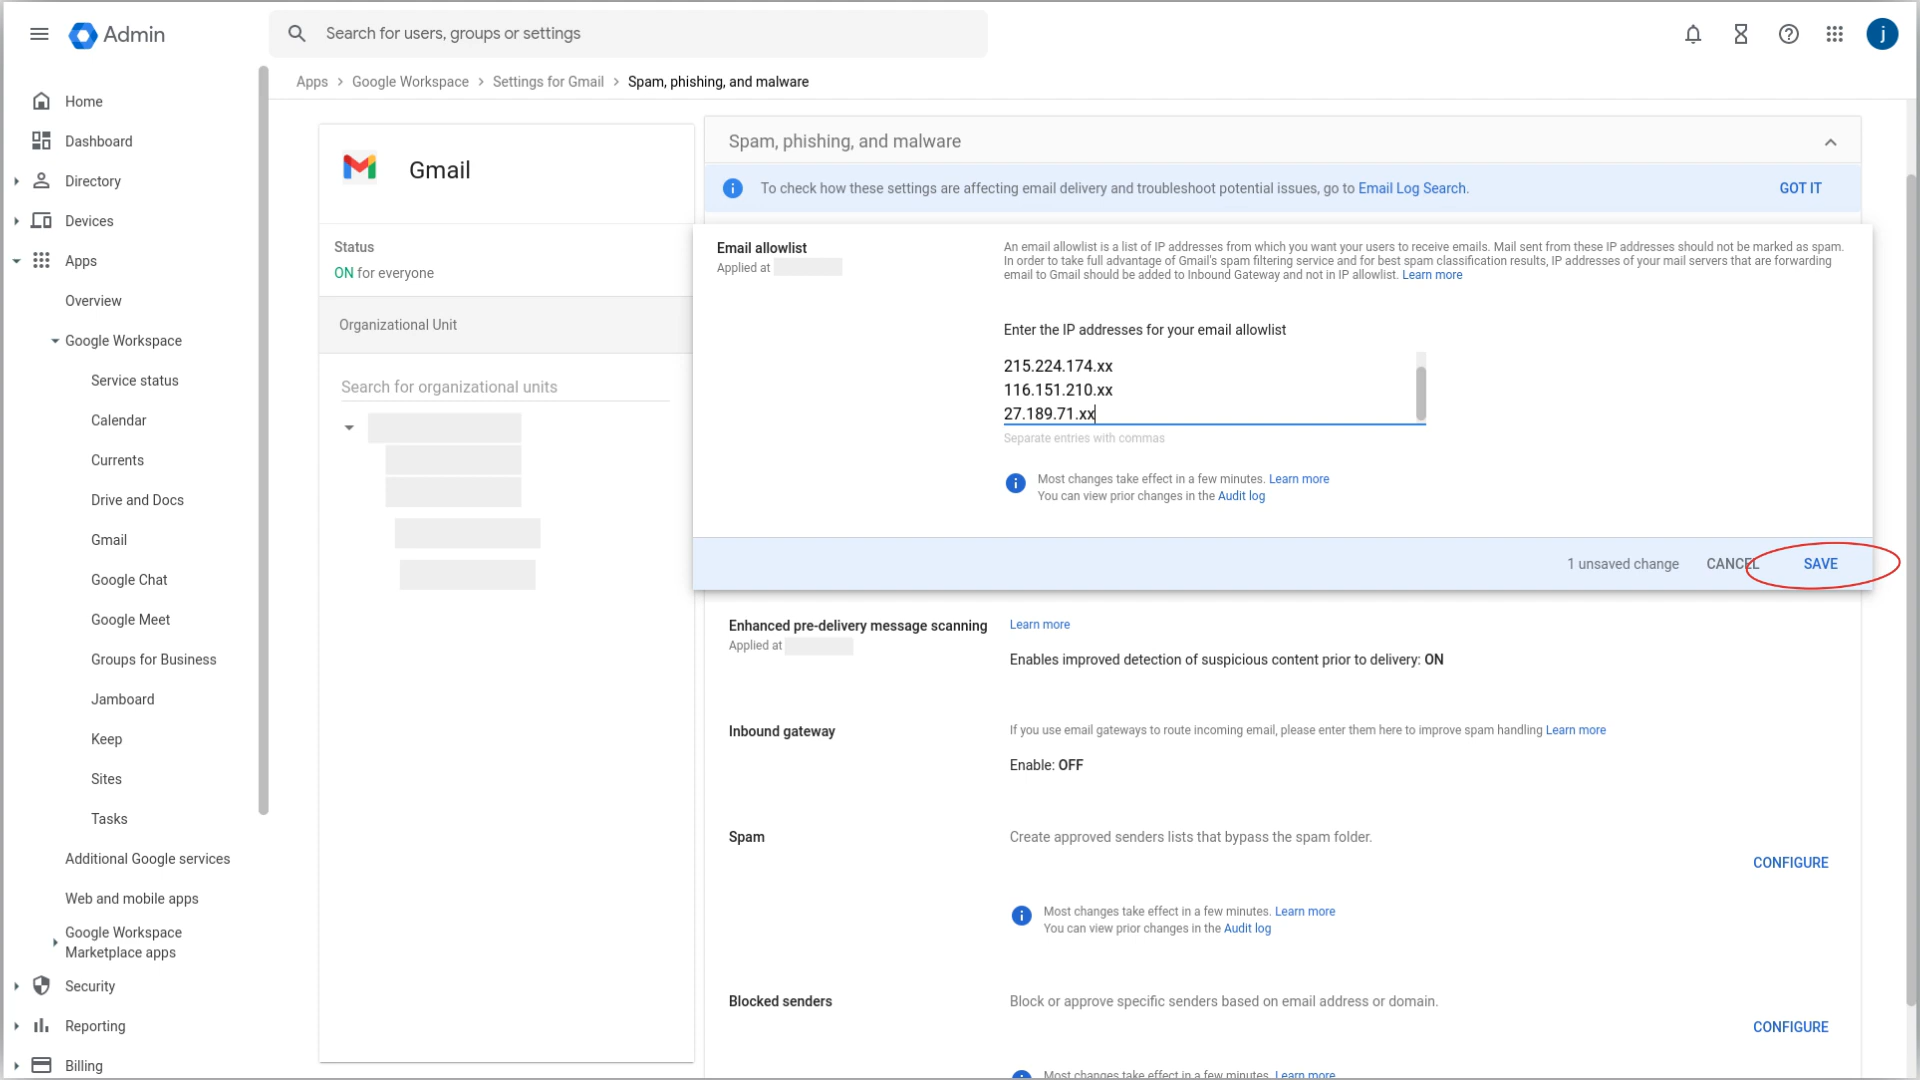 Admin
Search for users, groups or settings
j
Apps > Google Workspace > Settings for Gmail > Spam, phishing, and malware
Home
Dashboard
Directory
Devices
Apps
Overview
Google Workspace
Service status
Calendar
Currents
Drive and Docs
Gmail
Google Chat
Google Meet
Groups for Business
Jamboard
Keep
Sites
Tasks
Additional Google services
Web and mobile apps
Google Workspace
Marketplace apps
Security
Reporting
Billing
Gmail
Status
ON for everyone
Organizational Unit
Search for organizational units
Spam, phishing, and malware
To check how these settings are affecting email delivery and troubleshoot potential issues, go to Email Log Search.
GOT IT
Email allowlist
Applied at
An email allowlist is a list of IP addresses from which you want your users to receive emails. Mail sent from these IP addresses should not be marked as spam.
In order to take full advantage of Gmail's spam filtering service and for best spam classification results, IP addresses of your mail servers that are forwarding
email to Gmail should be added to Inbound Gateway and not in IP allowlist. Learn more
Enter the IP addresses for your email allowlist
215.224.174.xx
116.151.210.xx
27.189.71.xx
Separate entries with commas
Most changes take effect in a few minutes. Learn more
You can view prior changes in the Audit log
1 unsaved change
CANCEL
SAVE
Enhanced pre-delivery message scanning
Applied at
Learn more
Enables improved detection of suspicious content prior to delivery: ON
Inbound gateway
If you use email gateways to route incoming email, please enter them here to improve spam handling Learn more
Enable: OFF
Spam
Create approved senders lists that bypass the spam folder.
CONFIGURE
Most changes take effect in a few minutes. Learn more
You can view prior changes in the Audit log
Blocked senders
Block or approve specific senders based on email address or domain.
CONFIGURE
Most changes take effect in a few minutes. Learn more